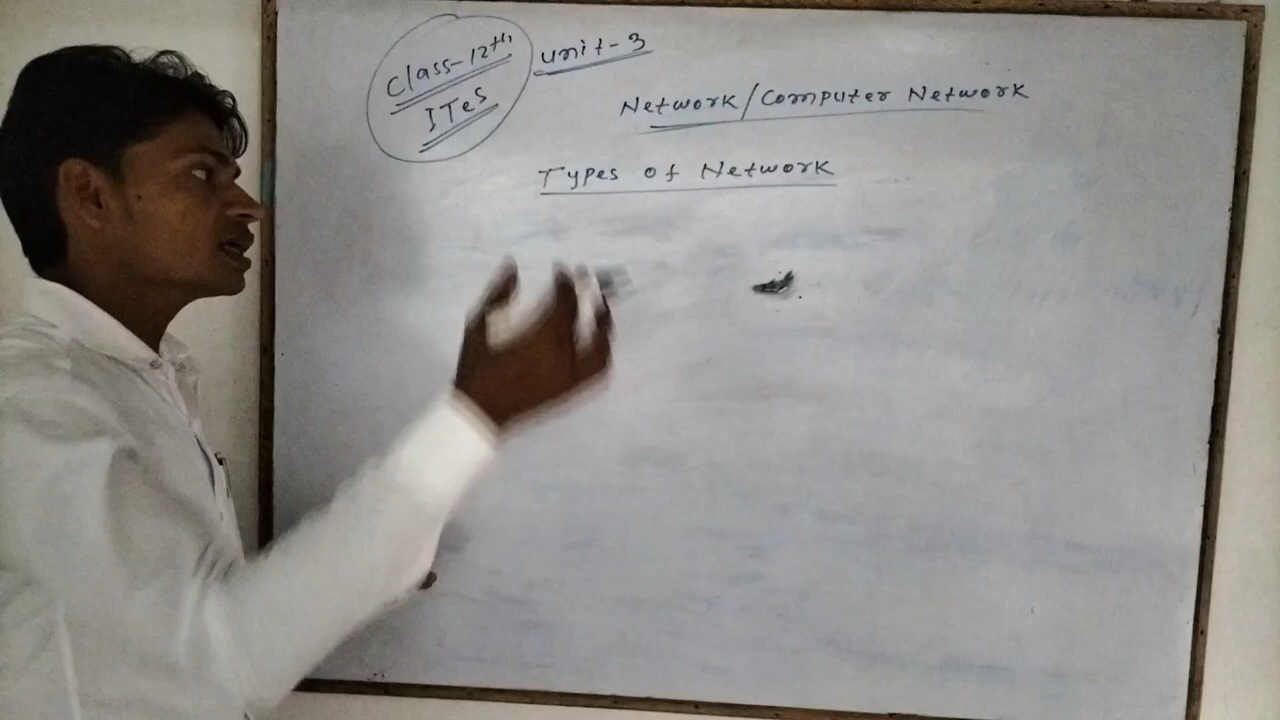 Class-12th unit-3
ITes
Network/Computer Network
Types of Network